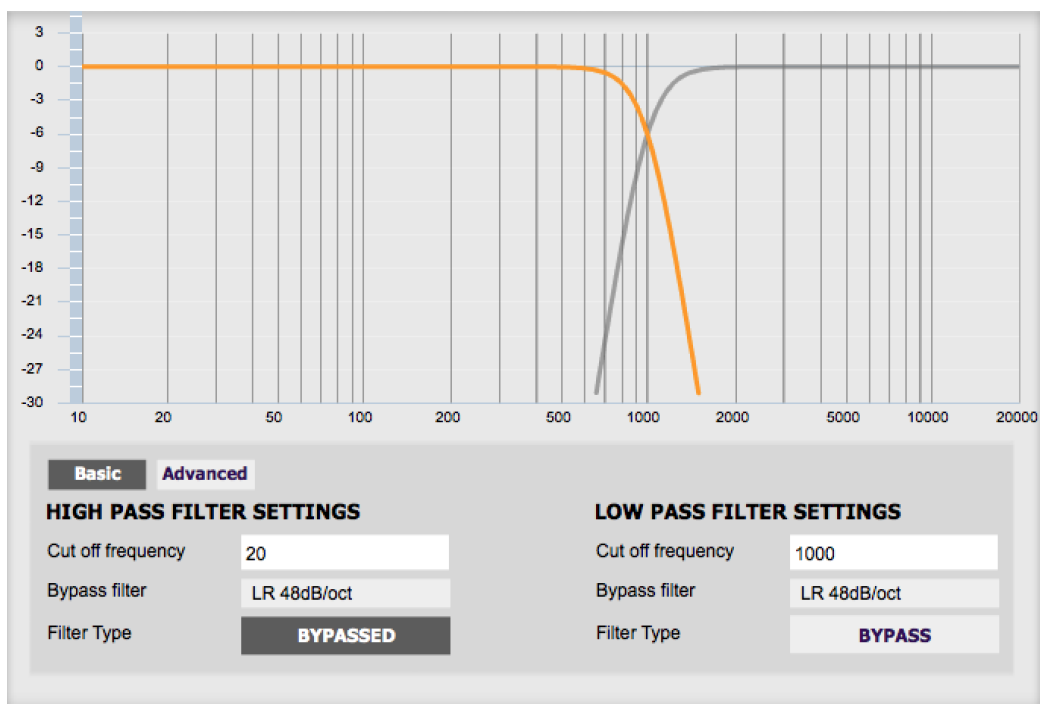 3
0
-3
-6
-9
-12
-15
-18
-21
-24
-27
-30
10 20 50 100 200 500 1000 2000 5000 10000 20000
Basic Advanced
HIGH PASS FILTER SETTINGS
Cut off frequency 20
Bypass filter LR 48dB/oct
Filter Type BYPASSED
LOW PASS FILTER SETTINGS
Cut off frequency 1000
Bypass filter LR 48dB/oct
Filter Type BYPASS